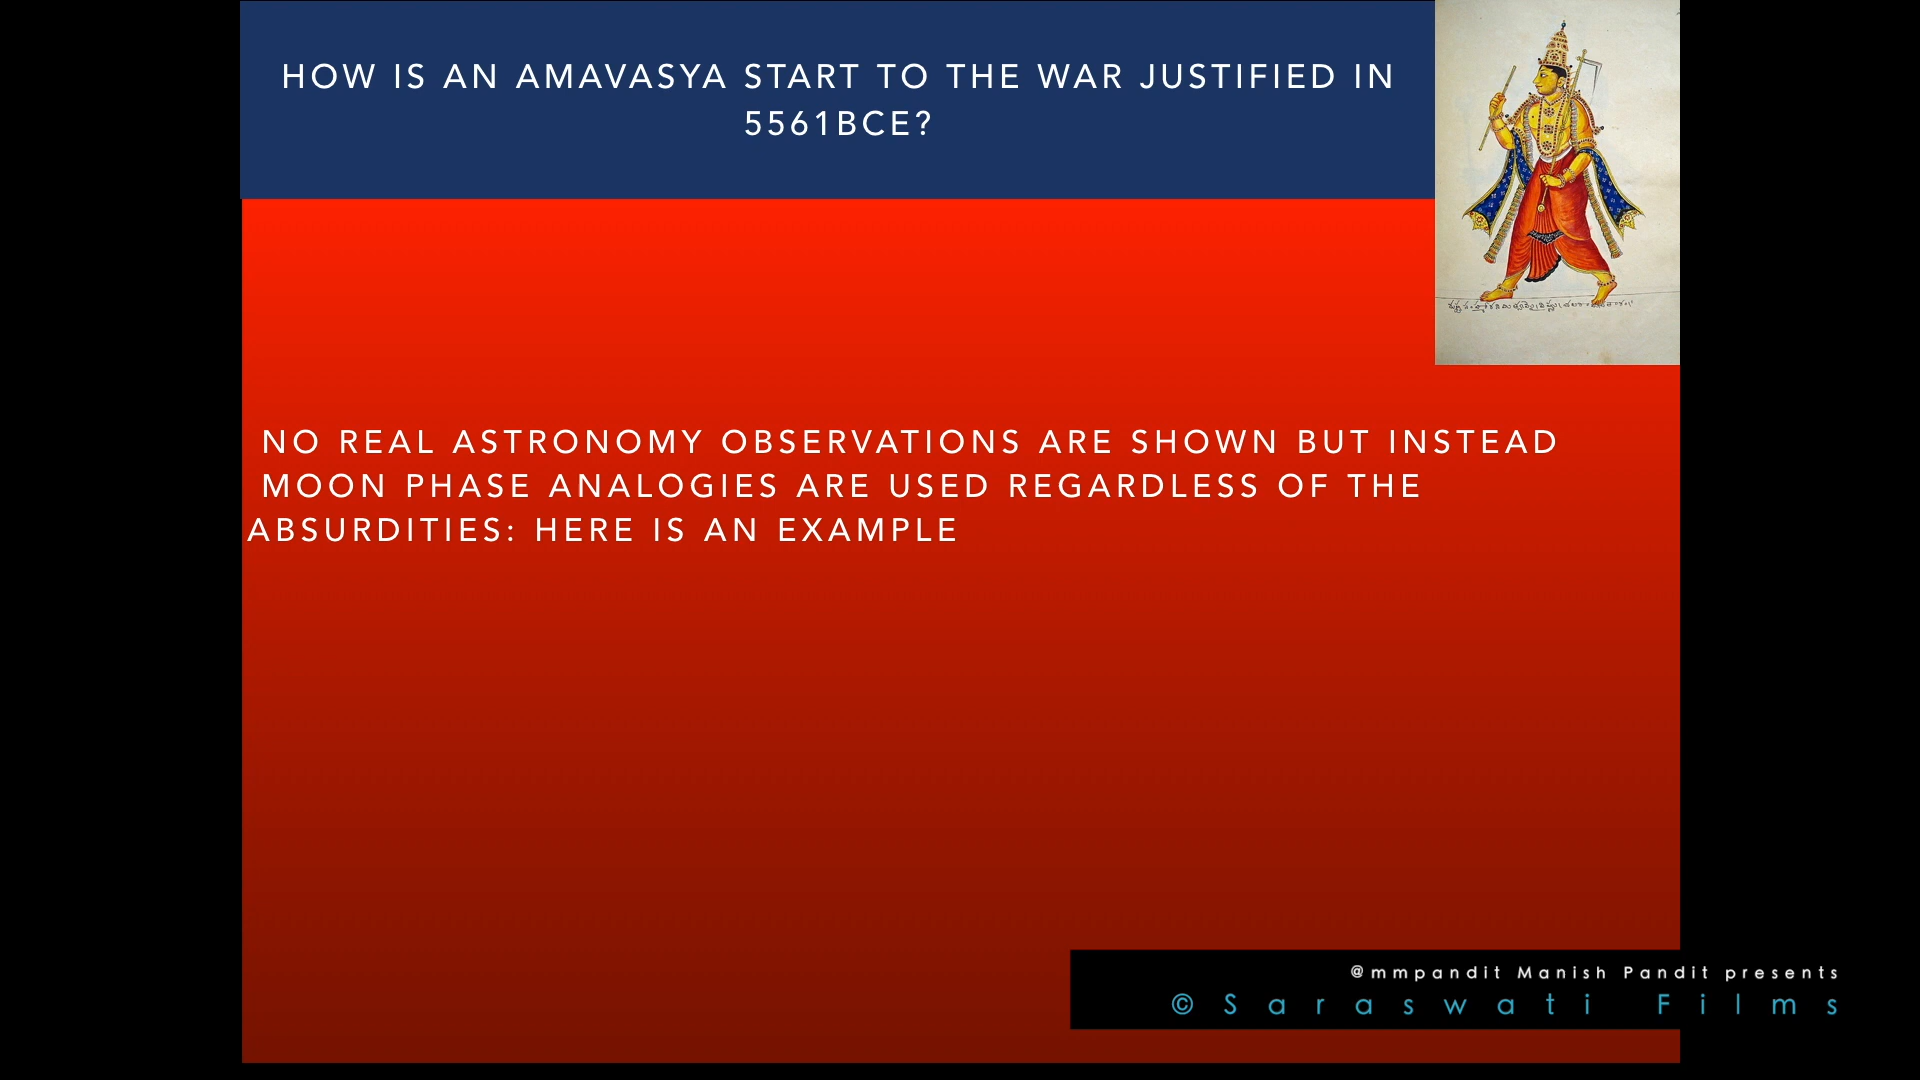 HOW IS AN AMAVASYA START TO THE WAR JUSTIFIED IN
5561BCE?
NO REAL ASTRONOMY OBSERVATIONS ARE SHOWN BUT INSTEAD
MOON PHASE ANALOGIES ARE USED REGARDLESS OF THE
ABSURDITIES: HERE IS AN EXAMPLE
@mmpandit Manish Pandit presents
© Saraswati Films